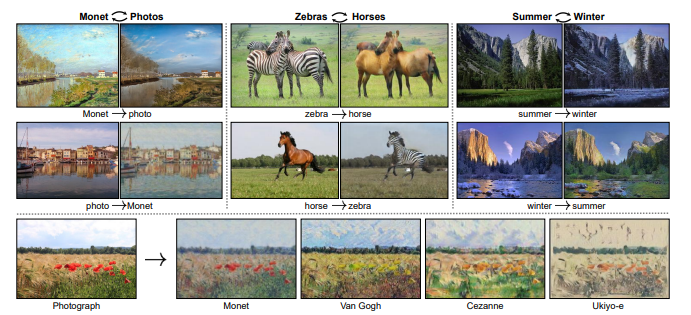 Monet ⟳ Photos
Zebras ⟳ Horses
Summer ⟳ Winter
Monet → photo
zebra → horse
summer → winter
photo → Monet
horse → zebra
winter → summer
Photograph
Monet
Van Gogh
Cezanne
Ukiyo-e